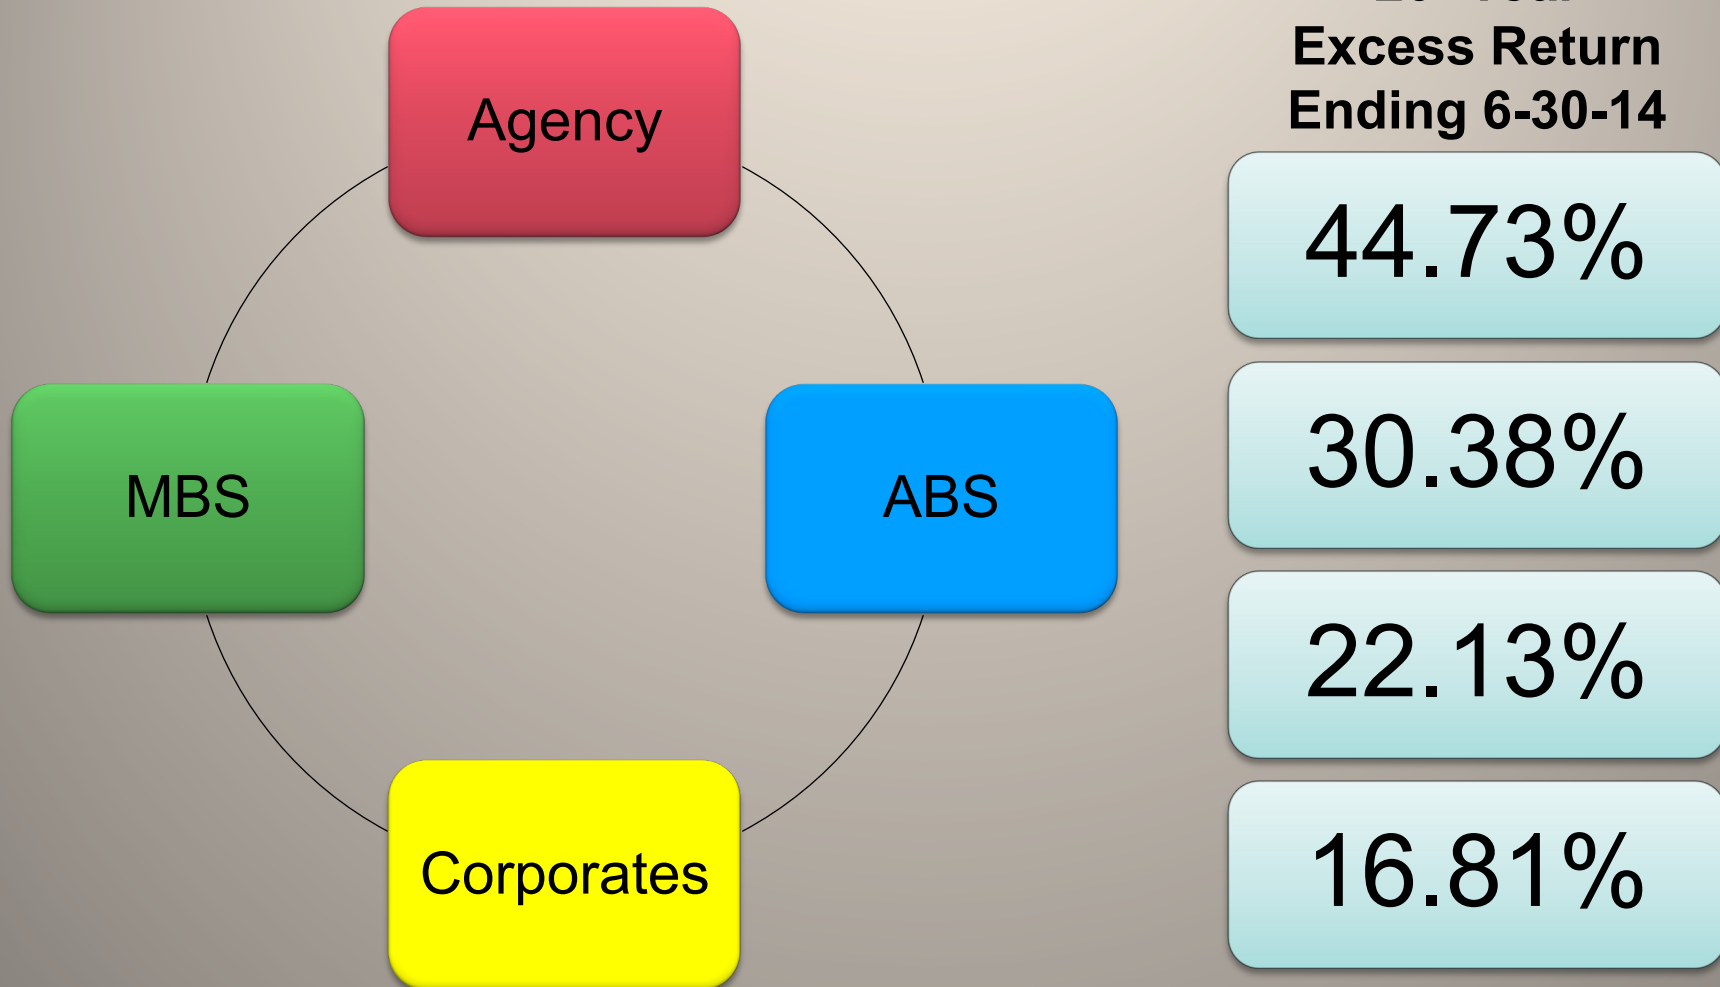 Agency
MBS
ABS
Corporates
Excess Return
Ending 6-30-14
44.73%
30.38%
22.13%
16.81%